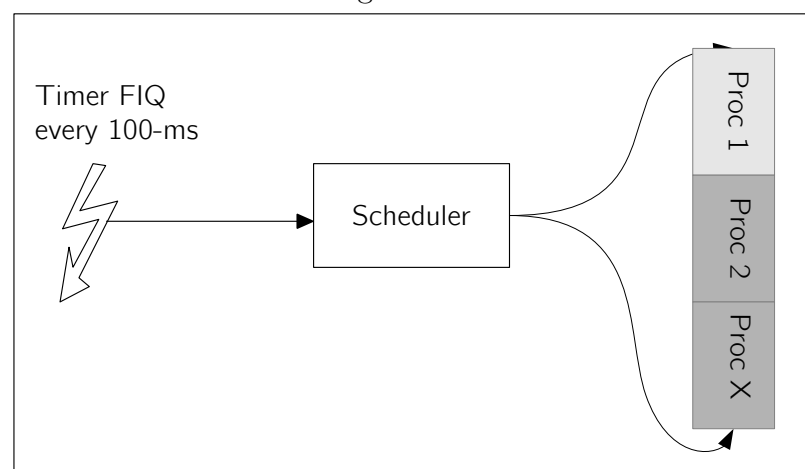 Timer FIQ
every 100-ms
Scheduler
Proc 1
Proc 2
Proc X